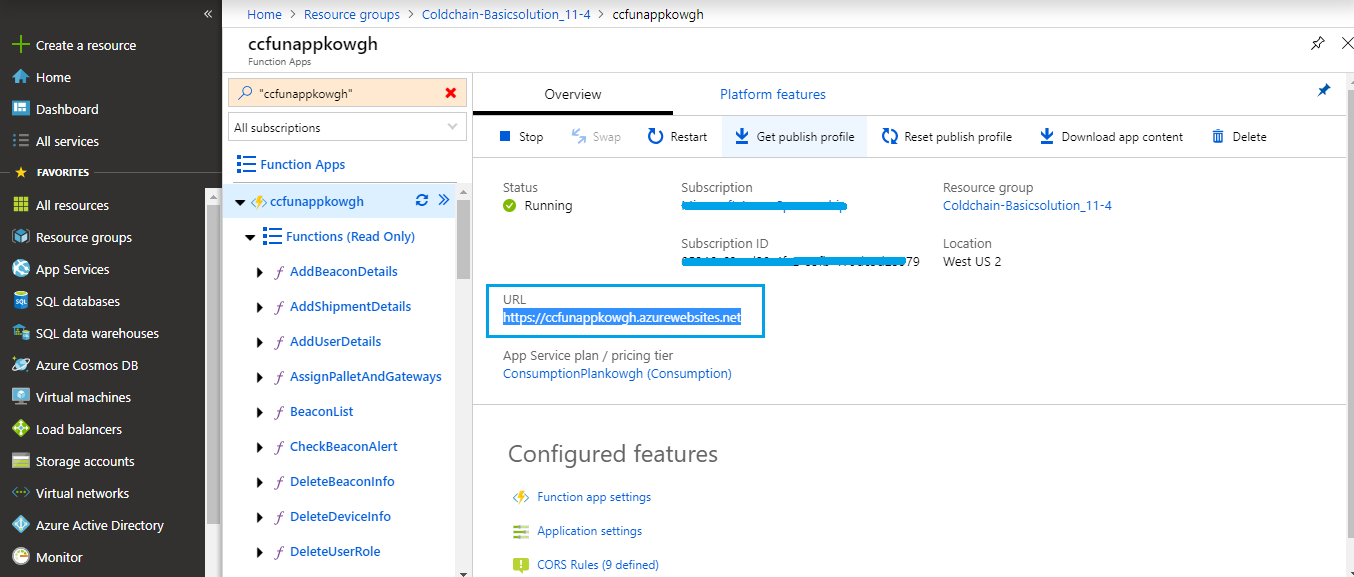 «
Home > Resource groups > Coldchain-Basicsolution_11-4 > ccfunappkowgh
Create a resource
Home
Dashboard
All services
FAVORITES
All resources
Resource groups
App Services
SQL databases
SQL data warehouses
Azure Cosmos DB
Virtual machines
Load balancers
Storage accounts
Virtual networks
Azure Active Directory
Monitor
ccfunappkowgh
Function Apps
"ccfunappkowgh"
All subscriptions
Function Apps
ccfunappkowgh
Functions (Read Only)
AddBeaconDetails
AddShipmentDetails
AddUserDetails
AssignPalletAndGateways
BeaconList
CheckBeaconAlert
DeleteBeaconInfo
DeleteDeviceInfo
DeleteUserRole
Overview Platform features
Stop Swap Restart Get publish profile Reset publish profile Download app content Delete
Status
Running
Subscription
Resource group
Coldchain-Basicsolution_11-4
Subscription ID
79
Location
West US 2
URL
https://ccfunappkowgh.azurewebsites.net
App Service plan / pricing tier
ConsumptionPlankowgh (Consumption)
Configured features
Function app settings
Application settings
CORS Rules (9 defined)